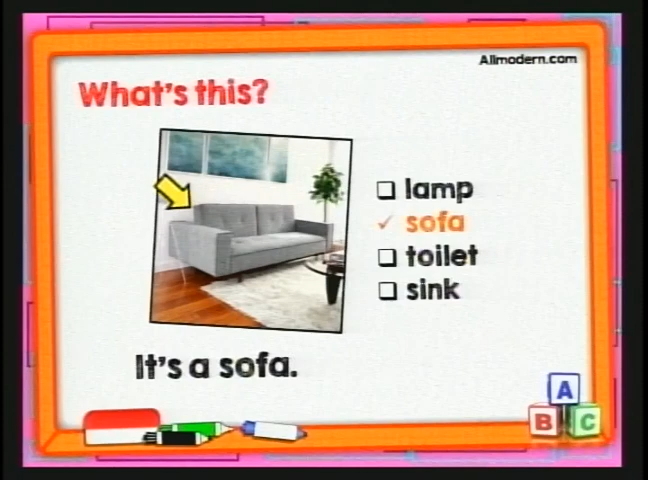 Allmodern.com
What's this?
❑ lamp
✓ sofa
❑ toilet
❑ sink
It's a sofa.
A
B C